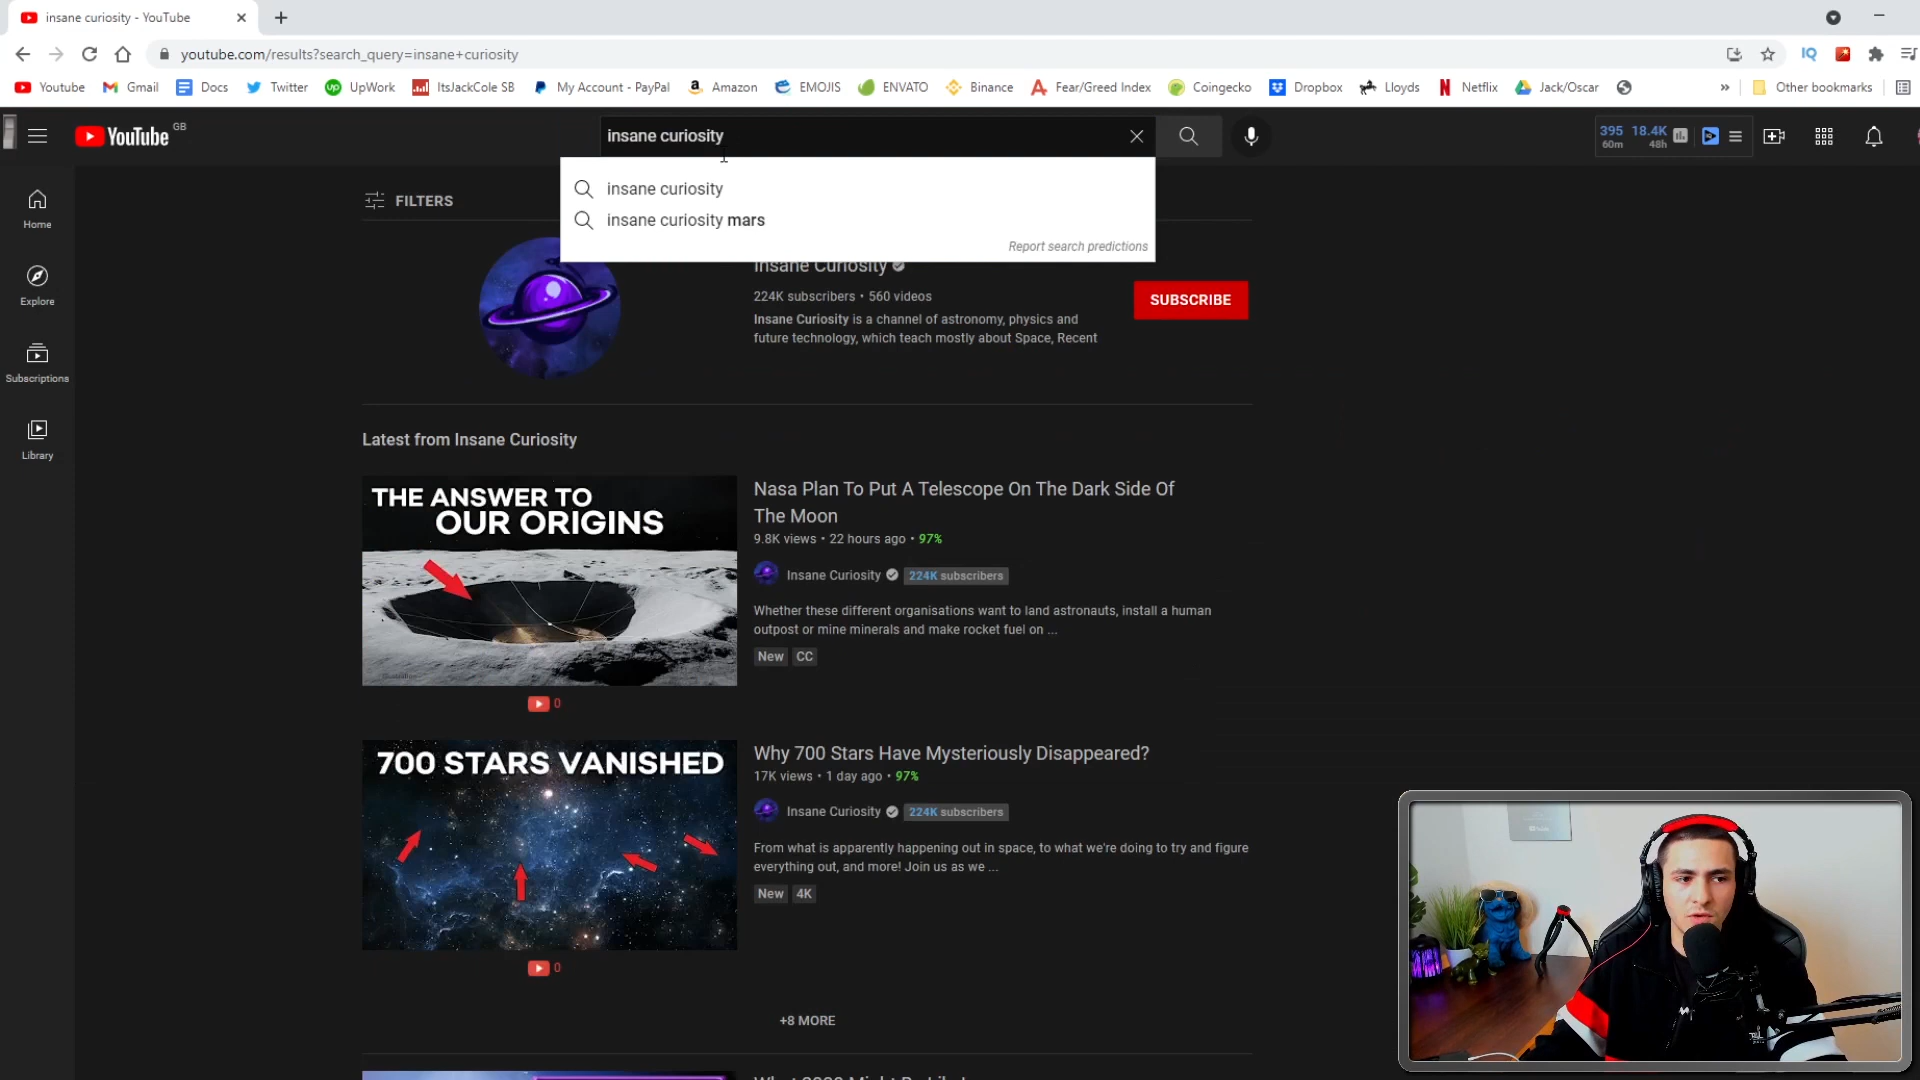 insane curiosity - YouTube
youtube.com/results?search_query=insane+curiosity
IQ
Youtube Gmail Docs Twitter UpWork ItsJackCole SB My Account - PayPal Amazon EMOJIS ENVATO Binance Fear/Greed Index Coingecko Dropbox Lloyds Netflix Jack/Oscar » Other bookmarks
YouTube GB
insane curiosity
395 18.4K
60m 48h
insane curiosity
insane curiosity mars
Report search predictions
Home
Explore
Subscriptions
Library
FILTERS
Insane Curiosity
224K subscribers • 560 videos
Insane Curiosity is a channel of astronomy, physics and
future technology, which teach mostly about Space, Recent
SUBSCRIBE
Latest from Insane Curiosity
THE ANSWER TO
OUR ORIGINS
0
Nasa Plan To Put A Telescope On The Dark Side Of
The Moon
9.8K views • 22 hours ago • 97%
Insane Curiosity 224K subscribers
Whether these different organisations want to land astronauts, install a human
outpost or mine minerals and make rocket fuel on ...
New CC
700 STARS VANISHED
0
Why 700 Stars Have Mysteriously Disappeared?
17K views • 1 day ago • 97%
Insane Curiosity 224K subscribers
From what is apparently happening out in space, to what we're doing to try and figure
everything out, and more! Join us as we ...
New 4K
+8 MORE